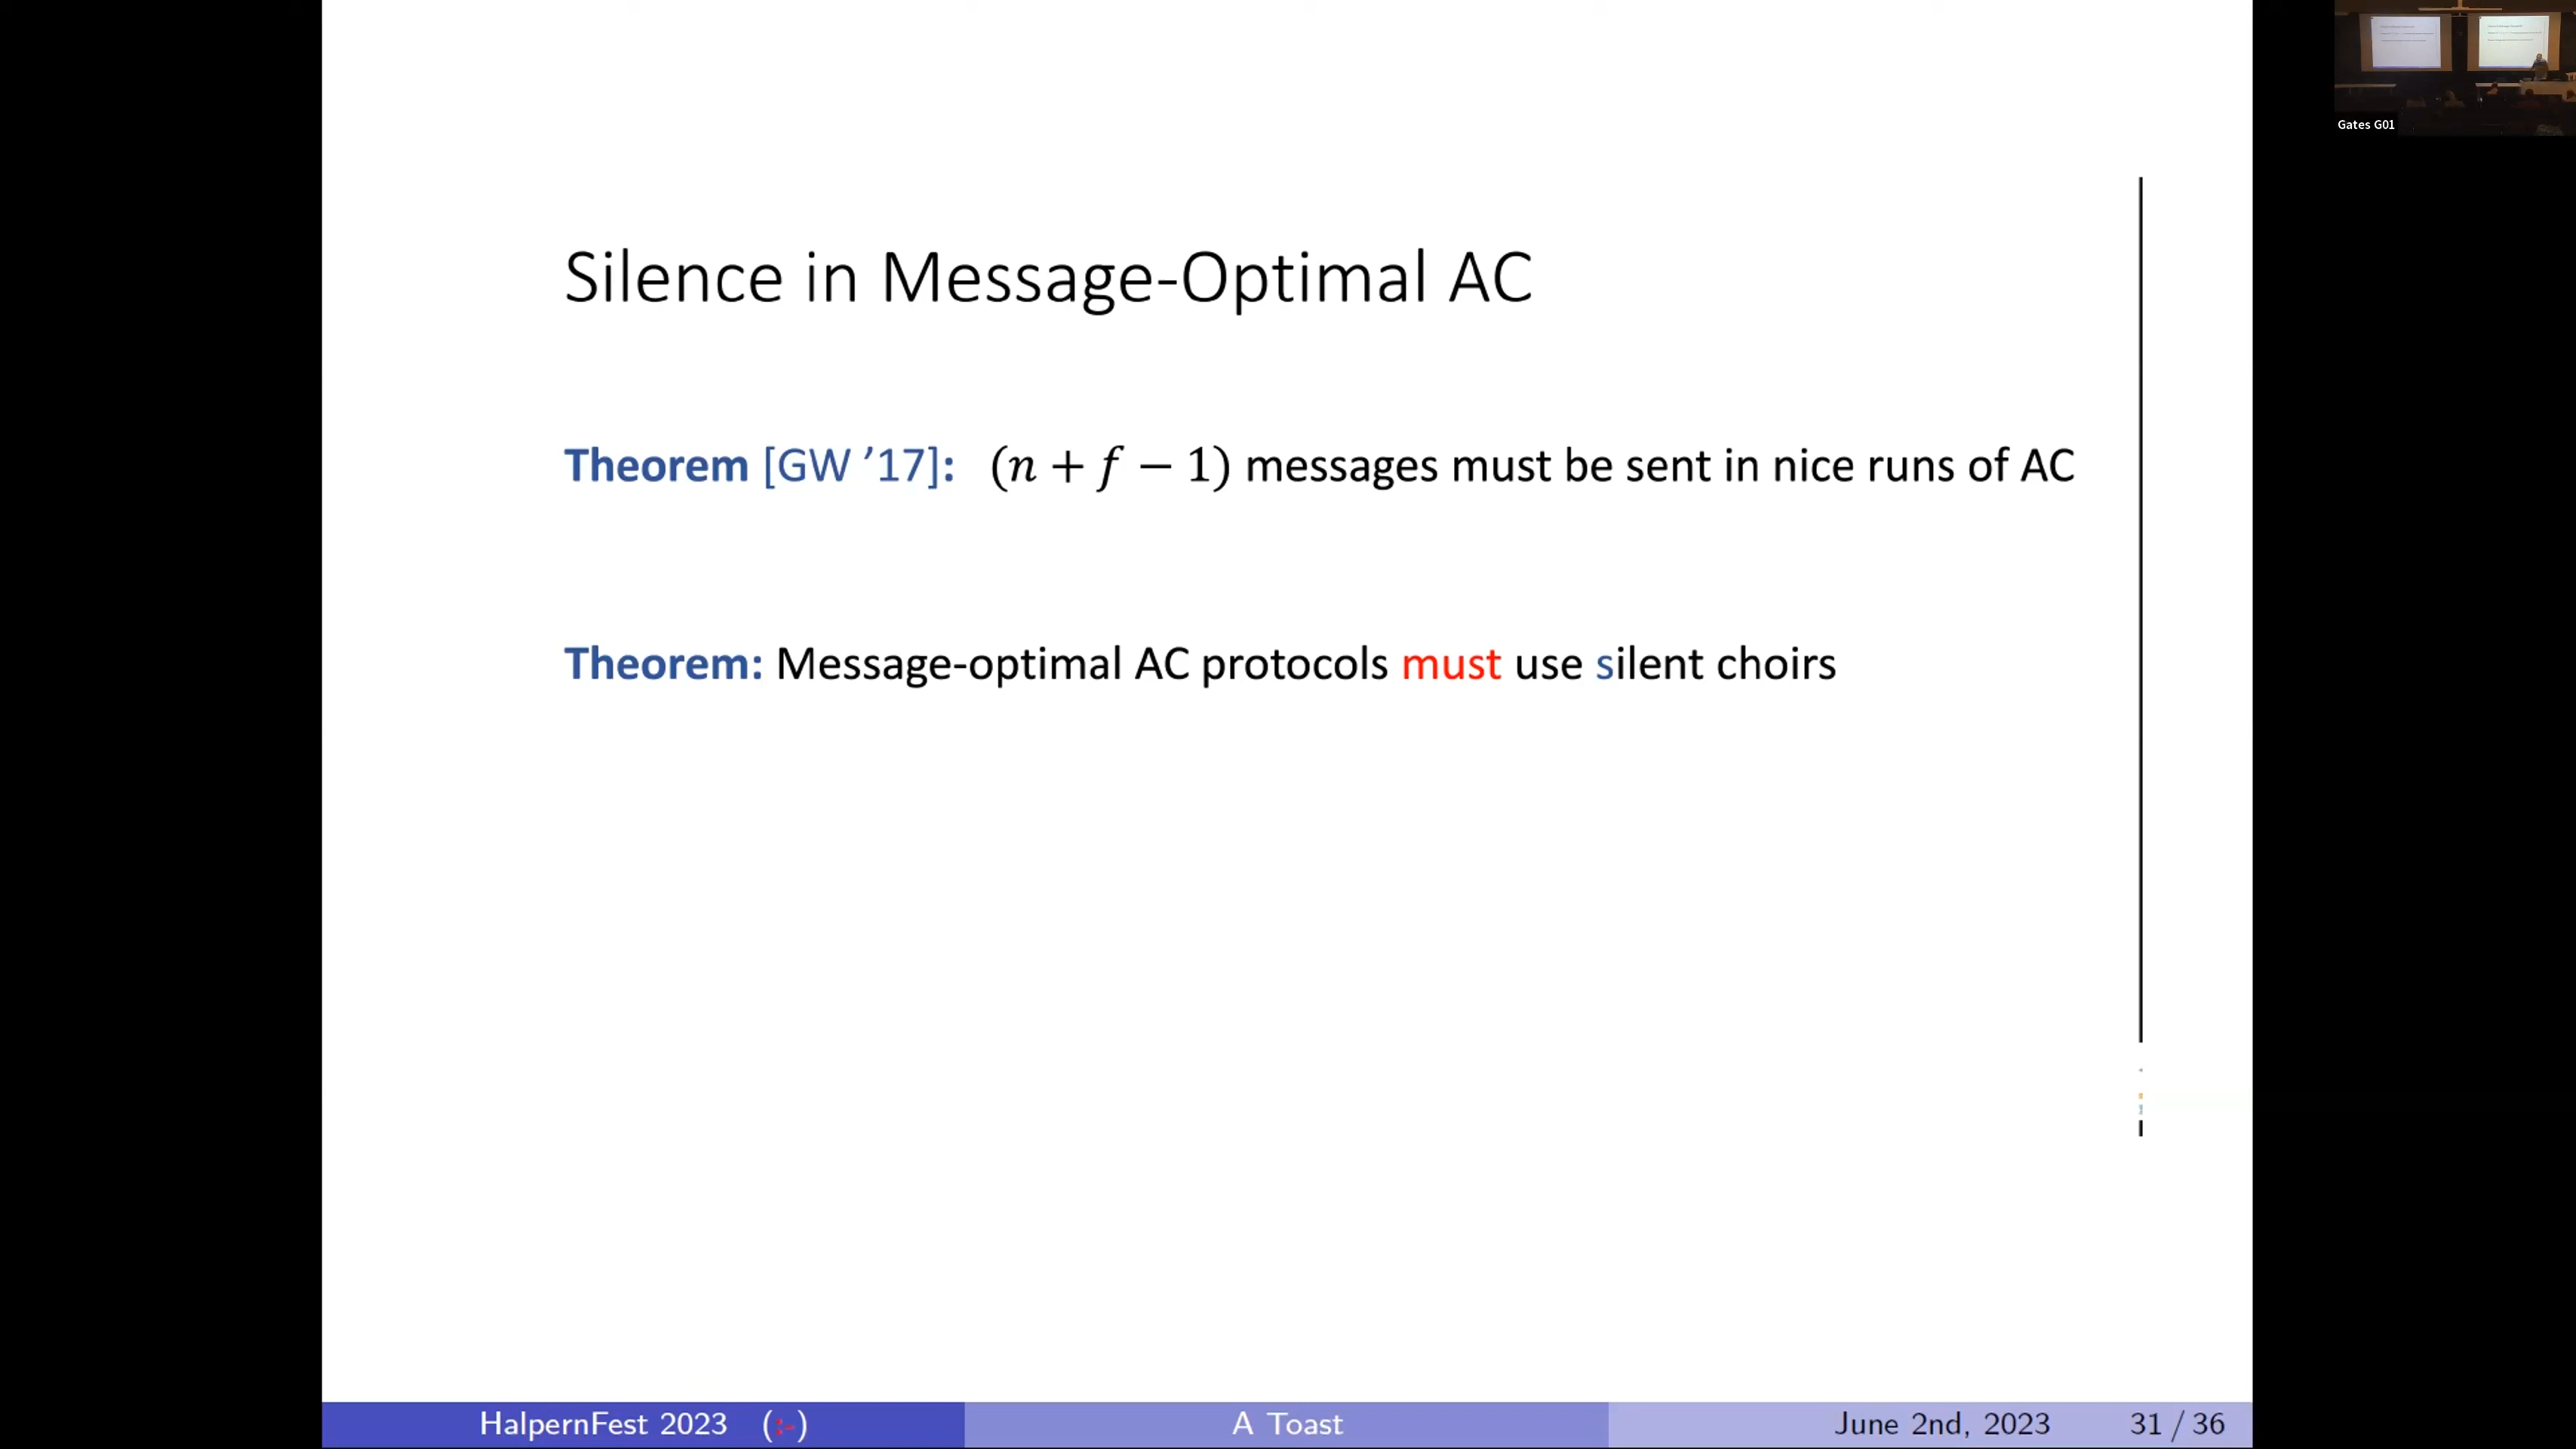 Gates G01
Silence in Message-Optimal AC
Theorem [GW ’17]: (n + f − 1) messages must be sent in nice runs of AC
Theorem: Message-optimal AC protocols must use silent choirs
HalpernFest 2023 (:-) A Toast June 2nd, 2023 31 / 36